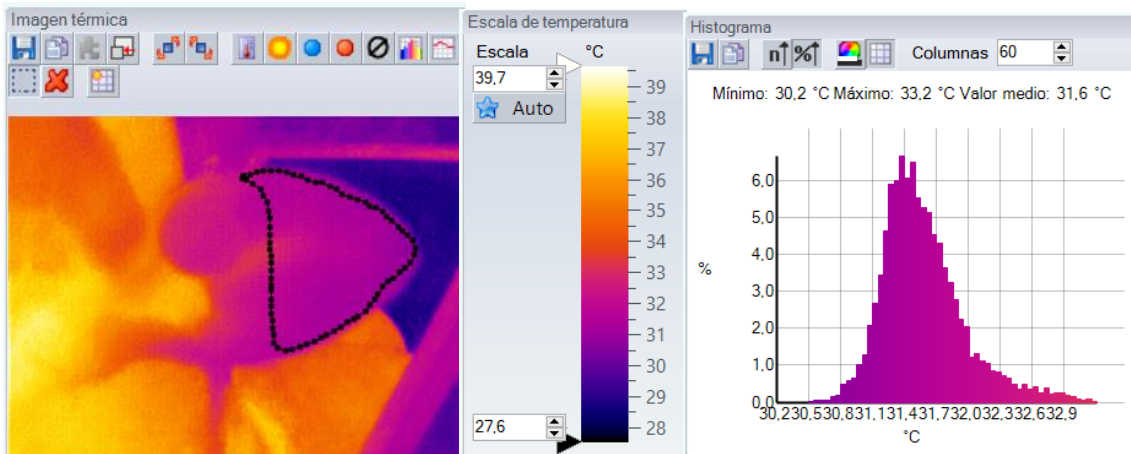 Imagen térmica
Escala de temperatura
Escala
°C
39,7
Auto
39
38
37
36
35
34
33
32
31
30
29
28
27,6
Histograma
n %
Columnas 60
Mínimo: 30,2 °C Máximo: 33,2 °C Valor medio: 31,6 °C
6,0
5,0
4,0
%
3,0
2,0
1,0
0,0
30,230,530,831,131,431,732,032,332,632,9
°C